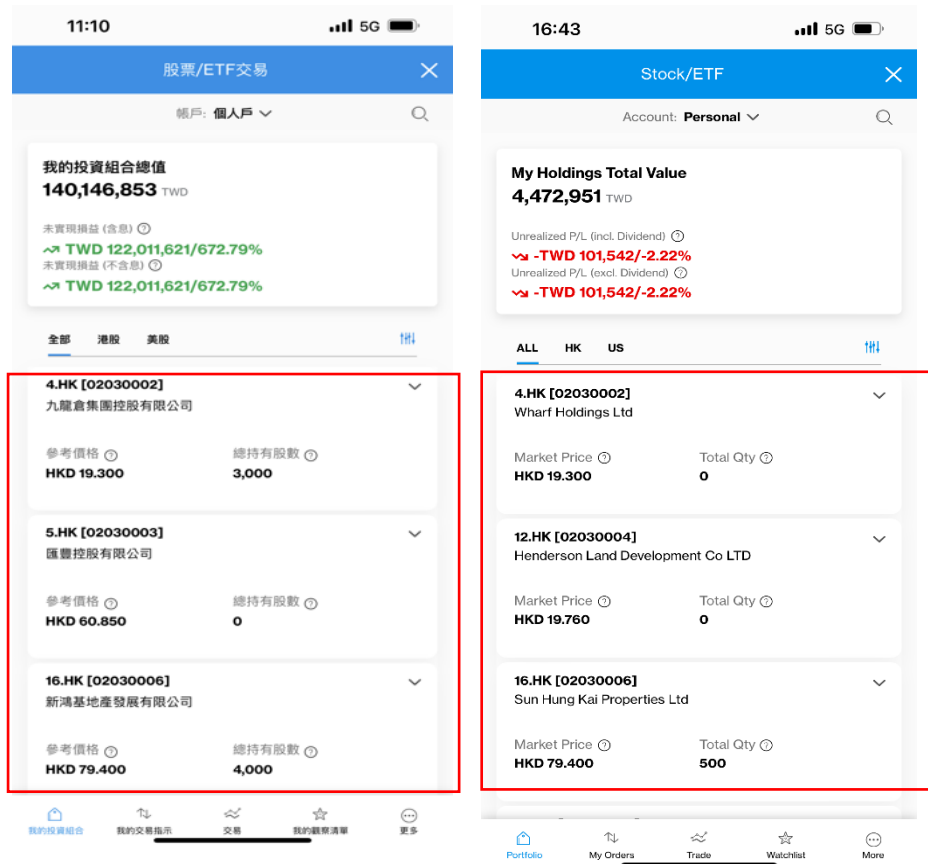 11:10
5G
股票/ETF交易
帳戶: 個人戶
我的投資組合總值
140,146,853 TWD
未實現損益 (含息)
TWD 122,011,621/672.79%
未實現損益 (不含息)
TWD 122,011,621/672.79%
全部 港股 美股
4.HK [02030002]
九龍倉集團控股有限公司
參考價格 總持有股數
HKD 19.300 3,000
5.HK [02030003]
匯豐控股有限公司
參考價格 總持有股數
HKD 60.850 0
16.HK [02030006]
新鴻基地產發展有限公司
參考價格 總持有股數
HKD 79.400 4,000
我的投資組合 我的交易指示 交易 我的觀察清單 更多
16:43
5G
Stock/ETF
Account: Personal
My Holdings Total Value
4,472,951 TWD
Unrealized P/L (incl. Dividend)
-TWD 101,542/-2.22%
Unrealized P/L (excl. Dividend)
-TWD 101,542/-2.22%
ALL HK US
4.HK [02030002]
Wharf Holdings Ltd
Market Price Total Qty
HKD 19.300 0
12.HK [02030004]
Henderson Land Development Co LTD
Market Price Total Qty
HKD 19.760 0
16.HK [02030006]
Sun Hung Kai Properties Ltd
Market Price Total Qty
HKD 79.400 500
Portfolio My Orders Trade Watchlist More